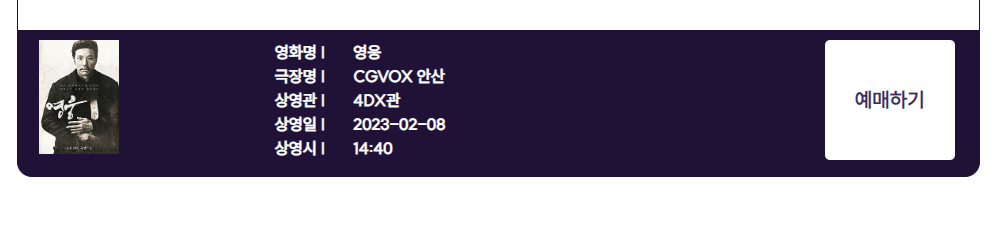 영웅
영화명 | 영웅
극장명 | CGVOX 안산
상영관 | 4DX관
상영일 | 2023-02-08
상영시 | 14:40
예매하기